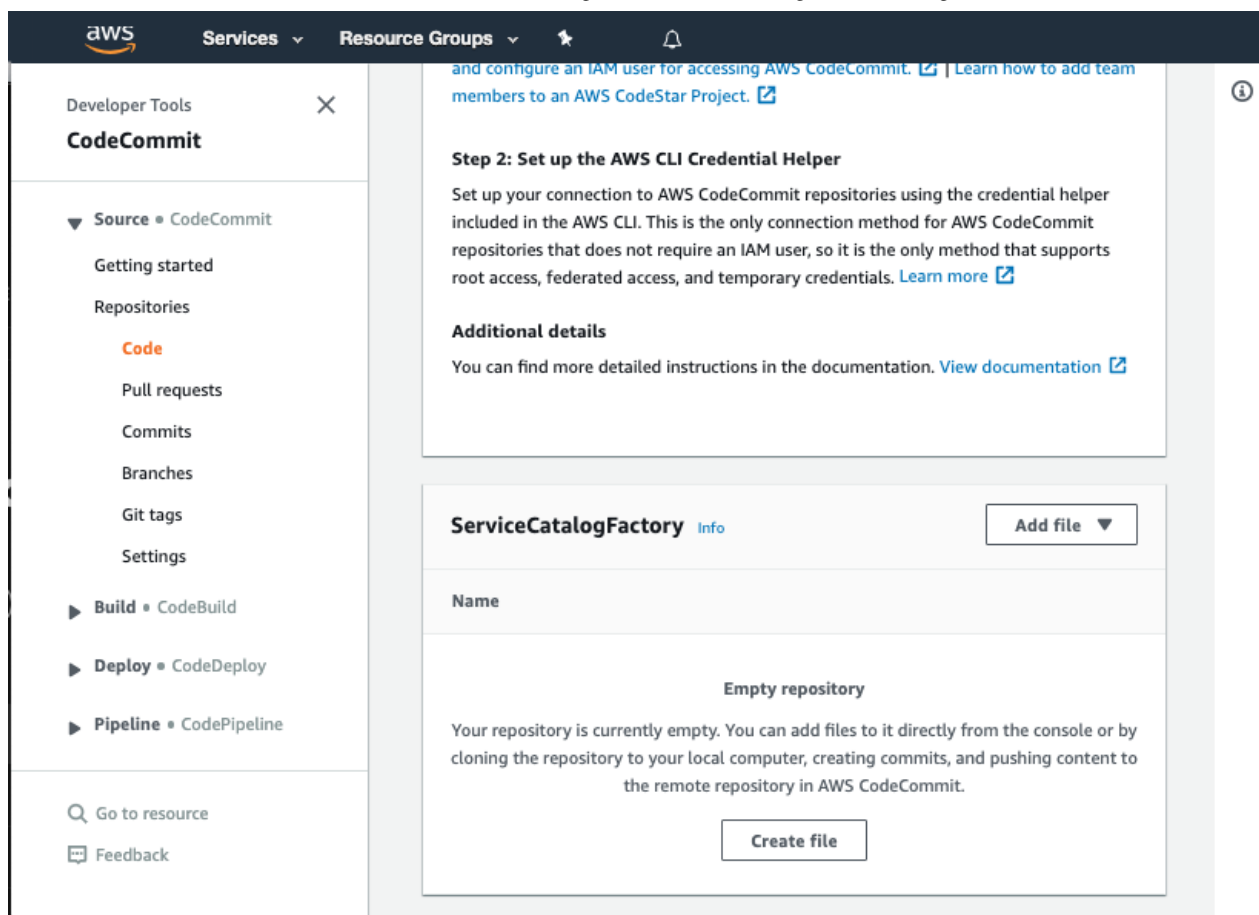 aws Services Resource Groups
and configure an IAM user for accessing AWS CodeCommit. | Learn how to add team
members to an AWS CodeStar Project.
Developer Tools
CodeCommit
Source • CodeCommit
Getting started
Repositories
Code
Pull requests
Commits
Branches
Git tags
Settings
Build • CodeBuild
Deploy • CodeDeploy
Pipeline • CodePipeline
Go to resource
Feedback
Step 2: Set up the AWS CLI Credential Helper
Set up your connection to AWS CodeCommit repositories using the credential helper
included in the AWS CLI. This is the only connection method for AWS CodeCommit
repositories that does not require an IAM user, so it is the only method that supports
root access, federated access, and temporary credentials. Learn more
Additional details
You can find more detailed instructions in the documentation. View documentation
ServiceCatalogFactory Info
Add file
Name
Empty repository
Your repository is currently empty. You can add files to it directly from the console or by
cloning the repository to your local computer, creating commits, and pushing content to
the remote repository in AWS CodeCommit.
Create file